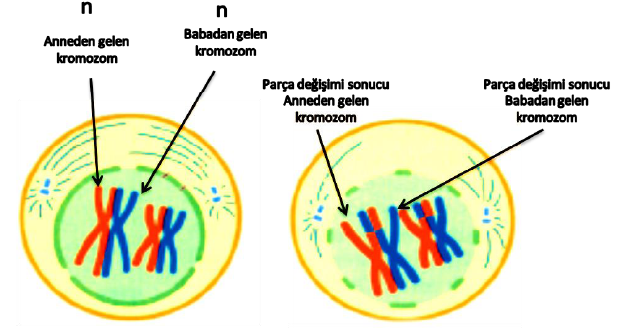 n
n
Anneden gelen
kromozom
Babadan gelen
kromozom
Parça değişimi sonucu
Anneden gelen
kromozom
Parça değişimi sonucu
Babadan gelen
kromozom